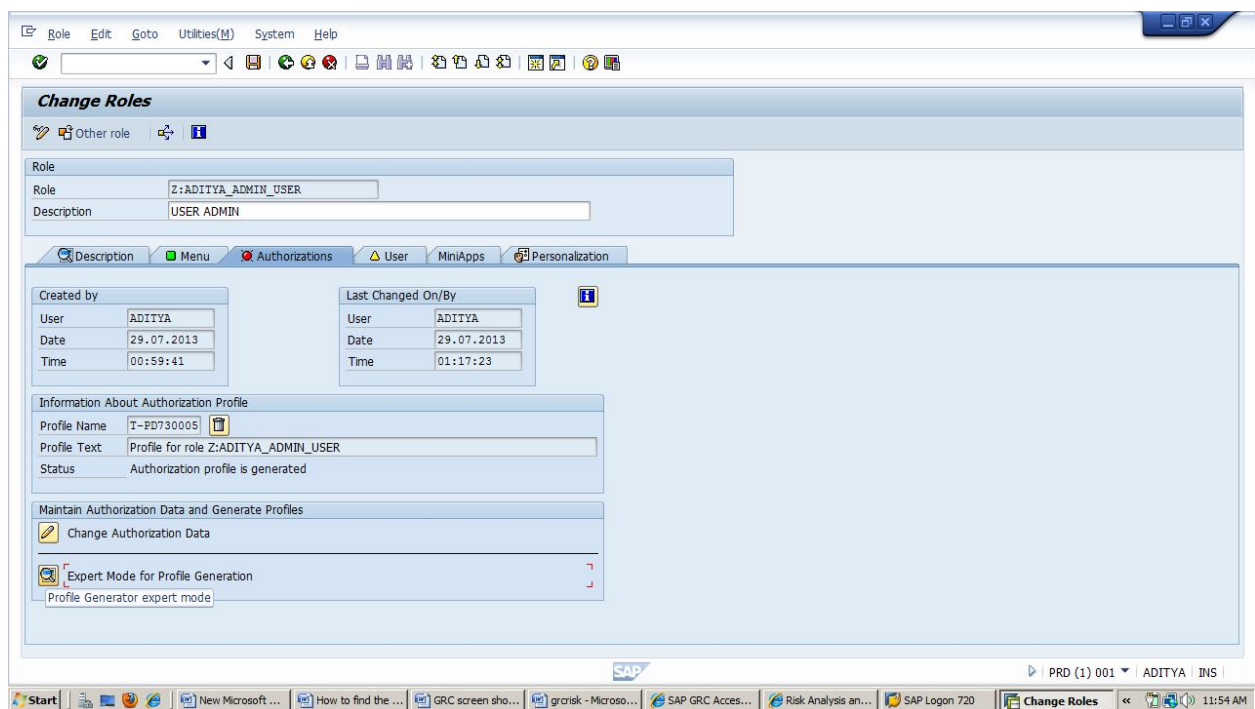 Role Edit Goto Utilities(M) System Help
Change Roles
Other role
Role
Role Z:ADITYA_ADMIN_USER
Description USER ADMIN
Description Menu Authorizations User MiniApps Personalization
Created by Last Changed On/By
User ADITYA User ADITYA
Date 29.07.2013 Date 29.07.2013
Time 00:59:41 Time 01:17:23
Information About Authorization Profile
Profile Name T-PD730005
Profile Text Profile for role Z:ADITYA_ADMIN_USER
Status Authorization profile is generated
Maintain Authorization Data and Generate Profiles
Change Authorization Data
Expert Mode for Profile Generation
Profile Generator expert mode
SAP
PRD (1) 001 ADITYA INS
Start New Microsoft ... How to find the ... GRC screen sho... grcrisk - Microso... SAP GRC Acces... Risk Analysis an... SAP Logon 720 Change Roles « 11:54 AM